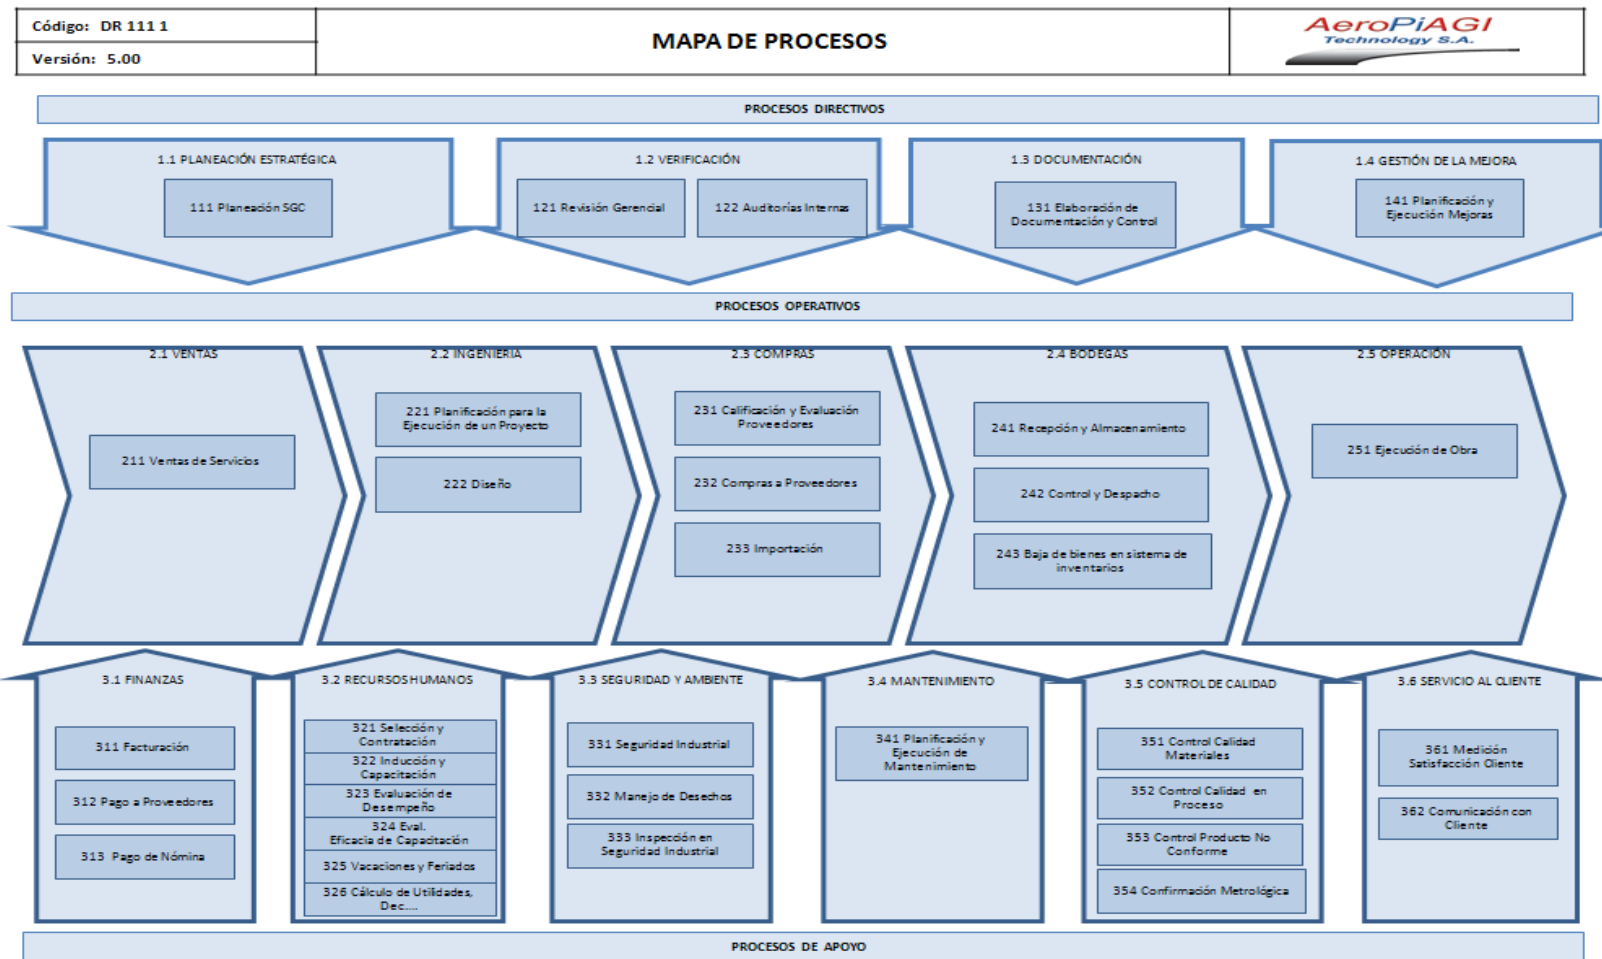 Código: DR 111 1
Versión: 5.00
MAPA DE PROCESOS
AeroPiAGI
Technology S.A.
PROCESOS DIRECTIVOS
1.1 PLANEACIÓN ESTRATÉGICA
111 Planeación SGC
1.2 VERIFICACIÓN
121 Revisión Gerencial
122 Auditorías Internas
1.3 DOCUMENTACIÓN
131 Elaboración de
Documentación y Control
1.4 GESTIÓN DE LA MEJORA
141 Planificación y
Ejecución Mejoras
PROCESOS OPERATIVOS
2.1 VENTAS
211 Ventas de Servicios
2.2 INGENIERIA
221 Planificación para la
Ejecución de un Proyecto
222 Diseño
2.3 COMPRAS
231 Calificación y Evaluación
Proveedores
232 Compras a Proveedores
233 Importación
2.4 BODEGAS
241 Recepción y Almacenamiento
242 Control y Despacho
243 Baja de bienes en sistema de
inventarios
2.5 OPERACIÓN
251 Ejecución de Obra
3.1 FINANZAS
311 Facturación
312 Pago a Proveedores
313 Pago de Nómina
3.2 RECURSOS HUMANOS
321 Selección y
Contratación
322 Inducción y
Capacitación
323 Evaluación de
Desempeño
324 Eval.
Eficacia de Capacitación
325 Vacaciones y Feriados
326 Cálculo de Utilidades,
Dec....
3.3 SEGURIDAD Y AMBIENTE
331 Seguridad Industrial
332 Manejo de Desechos
333 Inspección en
Seguridad Industrial
3.4 MANTENIMIENTO
341 Planificación y
Ejecución de
Mantenimiento
3.5 CONTROL DE CALIDAD
351 Control Calidad
Materiales
352 Control Calidad en
Proceso
353 Control Producto No
Conforme
354 Confirmación Metrológica
3.6 SERVICIO AL CLIENTE
361 Medición
Satisfacción Cliente
362 Comunicación con
Cliente
PROCESOS DE APOYO